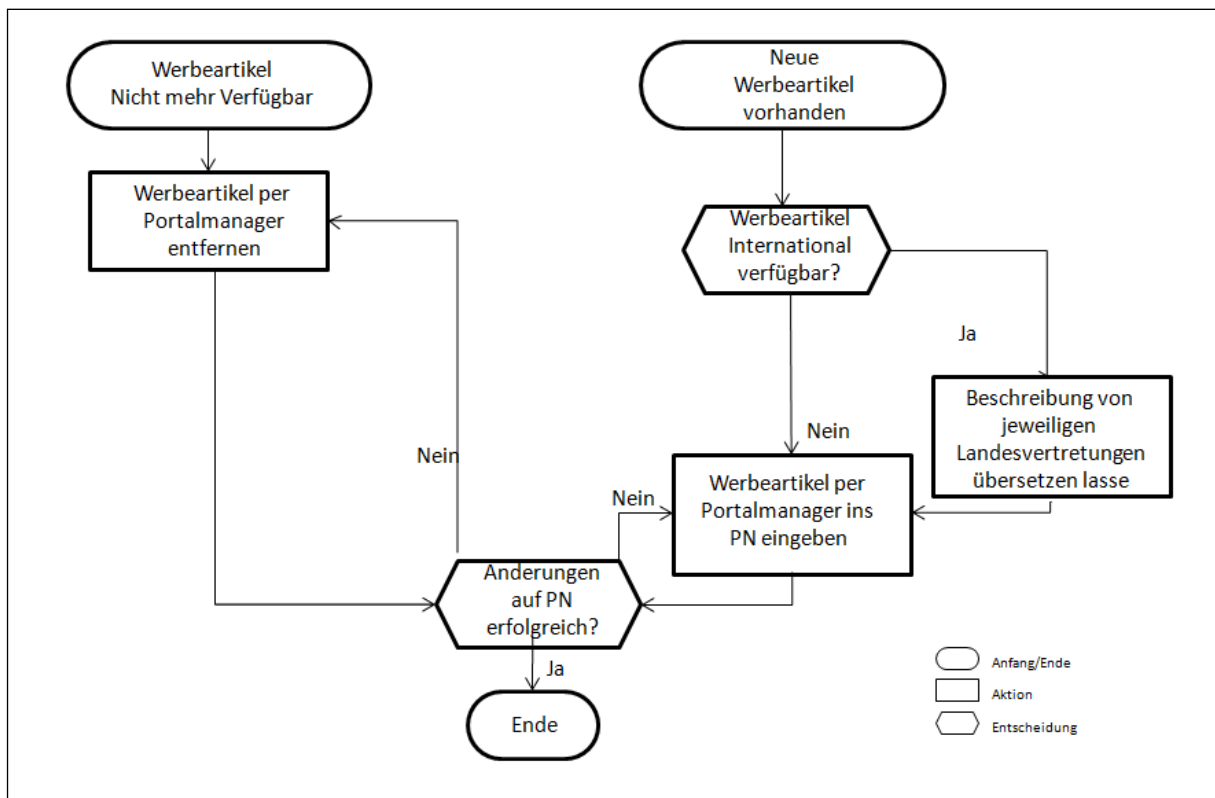 Werbeartikel
Nicht mehr Verfügbar
Neue
Werbeartikel
vorhanden
Werbeartikel per
Portalmanager
entfernen
Werbeartikel
International
verfügbar?
Ja
Beschreibung von
jeweiligen
Landesvertretungen
übersetzen lasse
Nein
Nein
Werbeartikel per
Portalmanager ins
PN eingeben
Nein
Änderungen
auf PN
erfolgreich?
Ja
Ende
Anfang/Ende
Aktion
Entscheidung